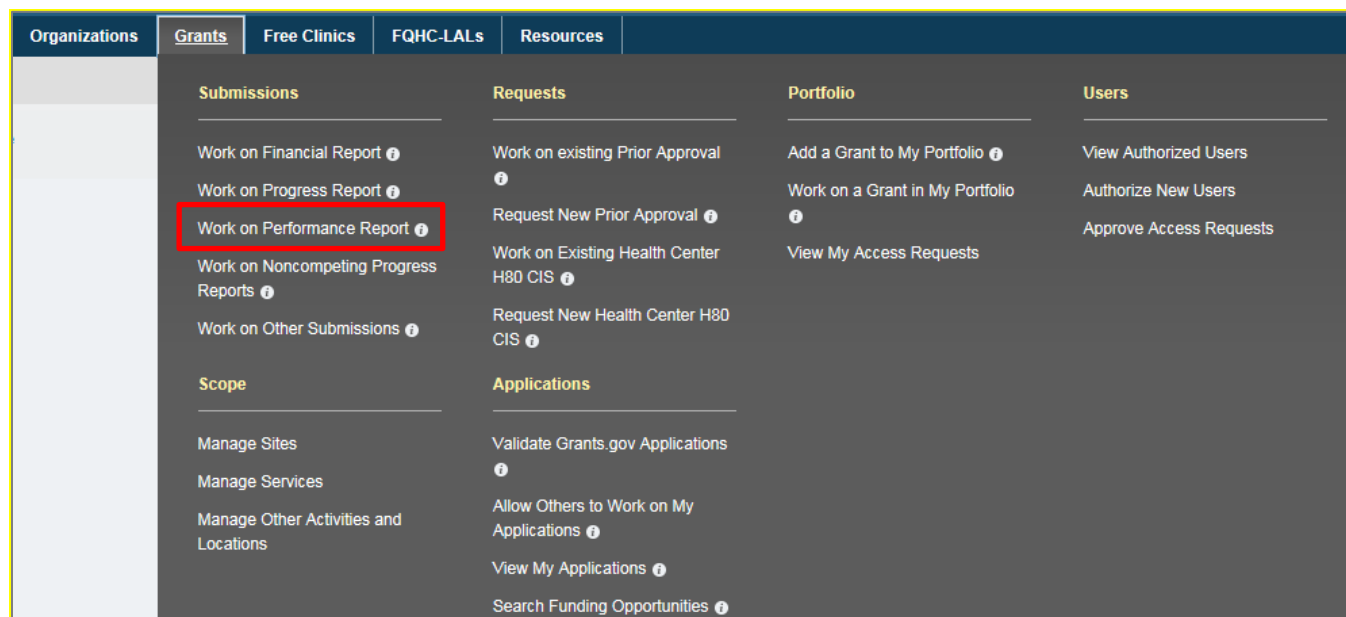 Organizations Grants Free Clinics FQHC-LALs Resources
Submissions
Work on Financial Report
Work on Progress Report
Work on Performance Report
Work on Noncompeting Progress
Reports
Work on Other Submissions
Requests
Work on existing Prior Approval
Request New Prior Approval
Work on Existing Health Center
H80 CIS
Request New Health Center H80
CIS
Portfolio
Add a Grant to My Portfolio
Work on a Grant in My Portfolio
View My Access Requests
Users
View Authorized Users
Authorize New Users
Approve Access Requests
Scope
Manage Sites
Manage Services
Manage Other Activities and
Locations
Applications
Validate Grants.gov Applications
Allow Others to Work on My
Applications
View My Applications
Search Funding Opportunities